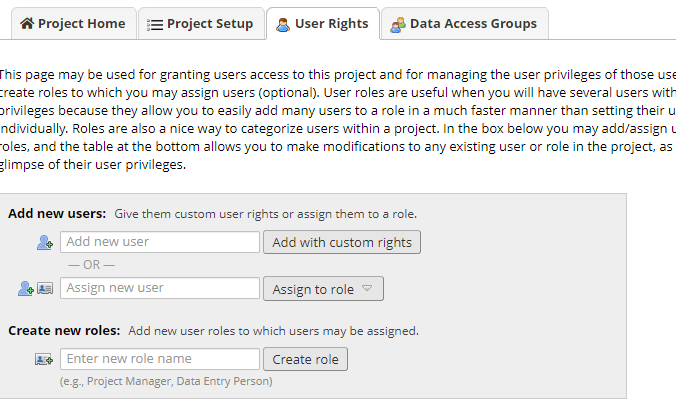 Project Home Project Setup User Rights Data Access Groups
This page may be used for granting users access to this project and for managing the user privileges of those use
create roles to which you may assign users (optional). User roles are useful when you will have several users with
privileges because they allow you to easily add many users to a role in a much faster manner than setting their u
individually. Roles are also a nice way to categorize users within a project. In the box below you may add/assign u
roles, and the table at the bottom allows you to make modifications to any existing user or role in the project, as
glimpse of their user privileges.
Add new users: Give them custom user rights or assign them to a role.
Add new user Add with custom rights
— OR —
Assign new user Assign to role
Create new roles: Add new user roles to which users may be assigned.
Enter new role name Create role
(e.g., Project Manager, Data Entry Person)